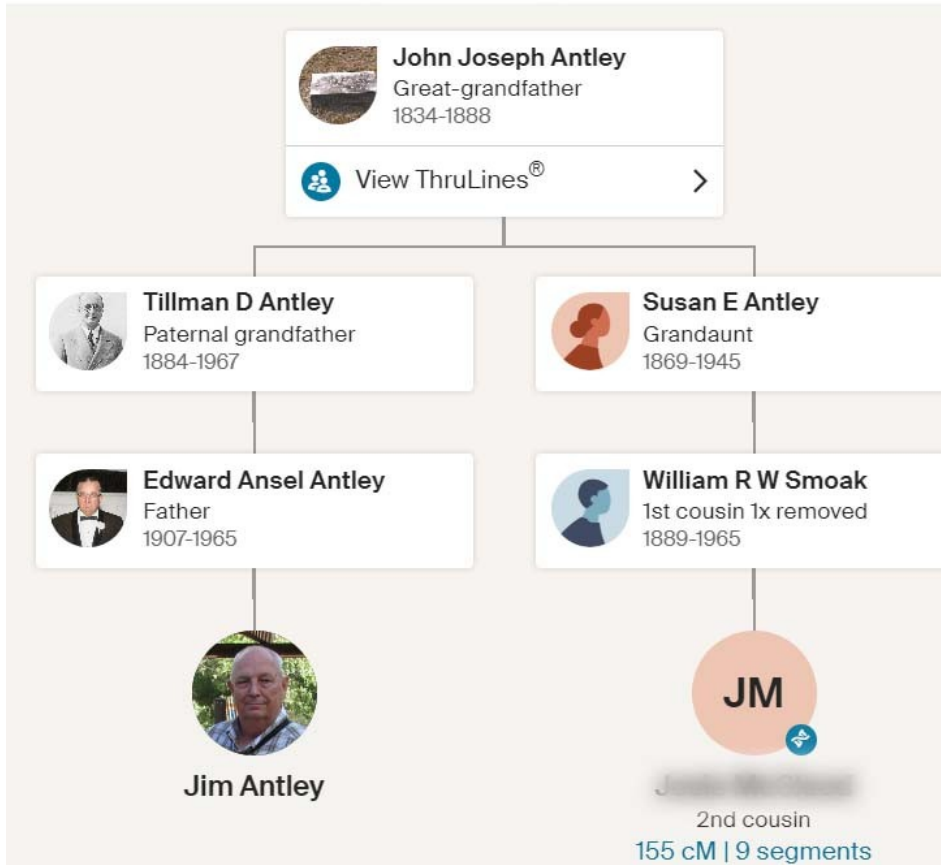 John Joseph Antley
Great-grandfather
1834-1888
View ThruLines®
Tillman D Antley
Paternal grandfather
1884-1967
Susan E Antley
Grandaunt
1869-1945
Edward Ansel Antley
Father
1907-1965
William R W Smoak
1st cousin 1x removed
1889-1965
Jim Antley
JM
2nd cousin
155 cM | 9 segments